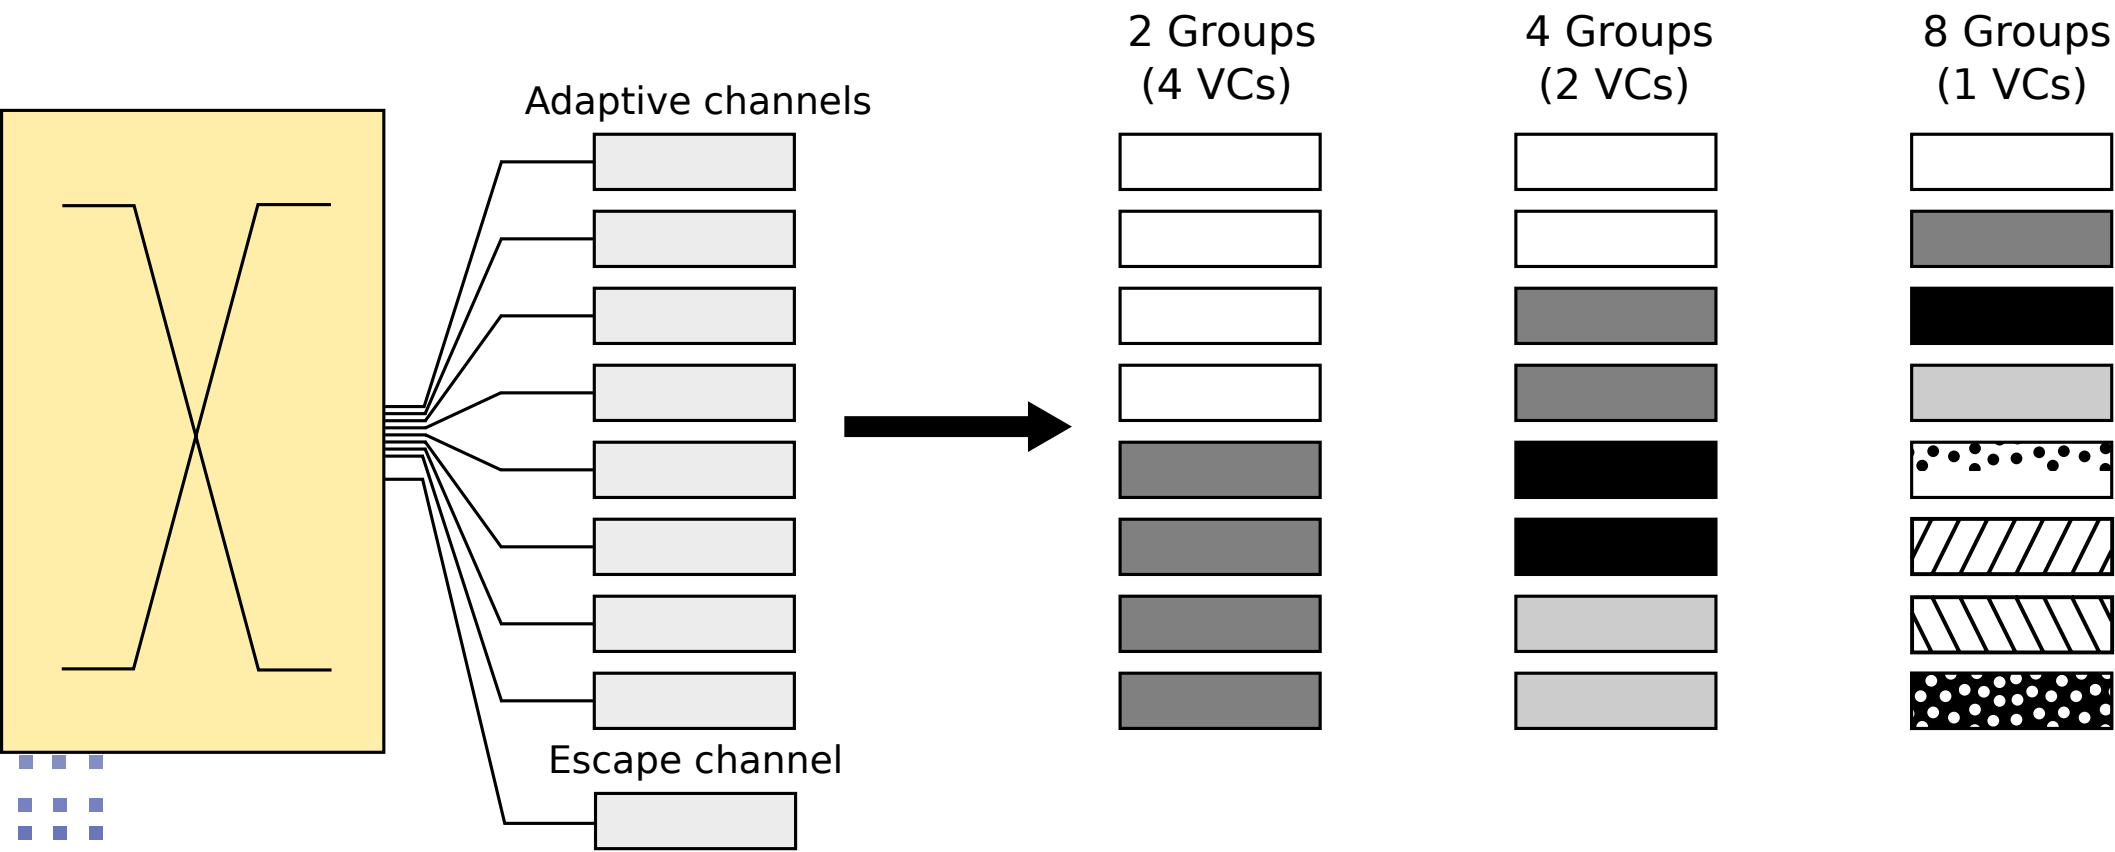 2 Groups
(4 VCs)
4 Groups
(2 VCs)
8 Groups
(1 VCs)
Adaptive channels
Escape channel